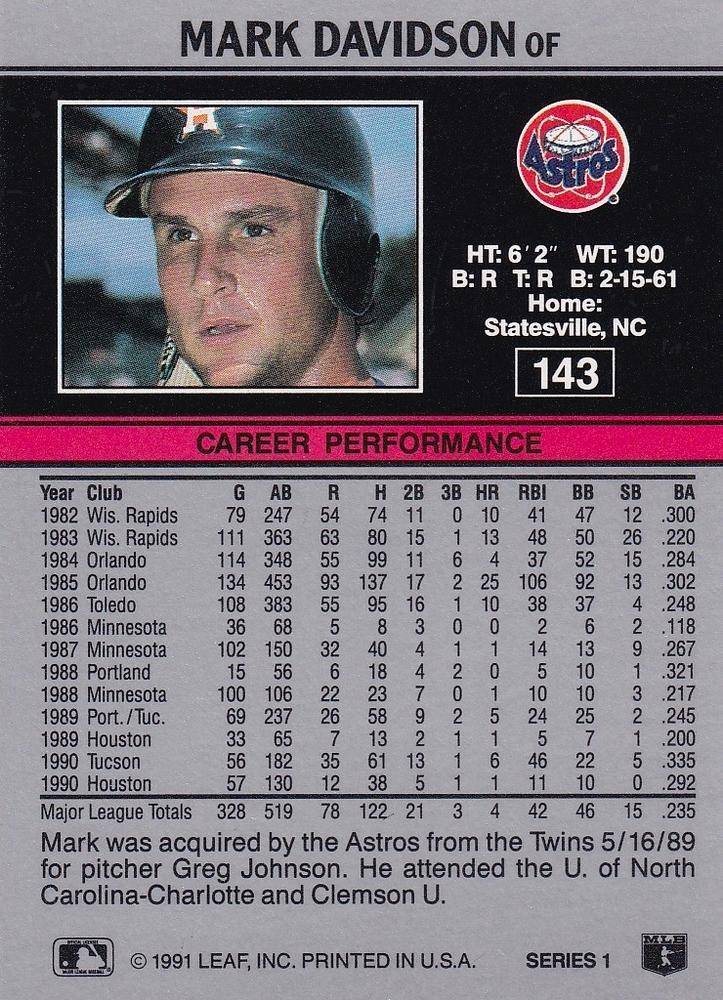 MARK DAVIDSON OF
H
Astros
HT: 6' 2" WT: 190
B: R T: R B: 2-15-61
Home:
Statesville, NC
143
CAREER PERFORMANCE
Year Club G AB R H 2B 3B HR RBI BB SB BA
1982 Wis. Rapids 79 247 54 74 11 0 10 41 47 12 .300
1983 Wis. Rapids 111 363 63 80 15 1 13 48 50 26 .220
1984 Orlando 114 348 55 99 11 6 4 37 52 15 .284
1985 Orlando 134 453 93 137 17 2 25 106 92 13 .302
1986 Toledo 108 383 55 95 16 1 10 38 37 4 .248
1986 Minnesota 36 68 5 8 3 0 0 2 6 2 .118
1987 Minnesota 102 150 32 40 4 1 1 14 13 9 .267
1988 Portland 15 56 6 18 4 2 0 5 10 1 .321
1988 Minnesota 100 106 22 23 7 0 1 10 10 3 .217
1989 Port./Tuc. 69 237 26 58 9 2 5 24 25 2 .245
1989 Houston 33 65 7 13 2 1 1 5 7 1 .200
1990 Tucson 56 182 35 61 13 1 6 46 22 5 .335
1990 Houston 57 130 12 38 5 1 1 11 10 0 .292
Major League Totals 328 519 78 122 21 3 4 42 46 15 .235
Mark was acquired by the Astros from the Twins 5/16/89
for pitcher Greg Johnson. He attended the U. of North
Carolina-Charlotte and Clemson U.
© 1991 LEAF, INC. PRINTED IN U.S.A. SERIES 1
MLB